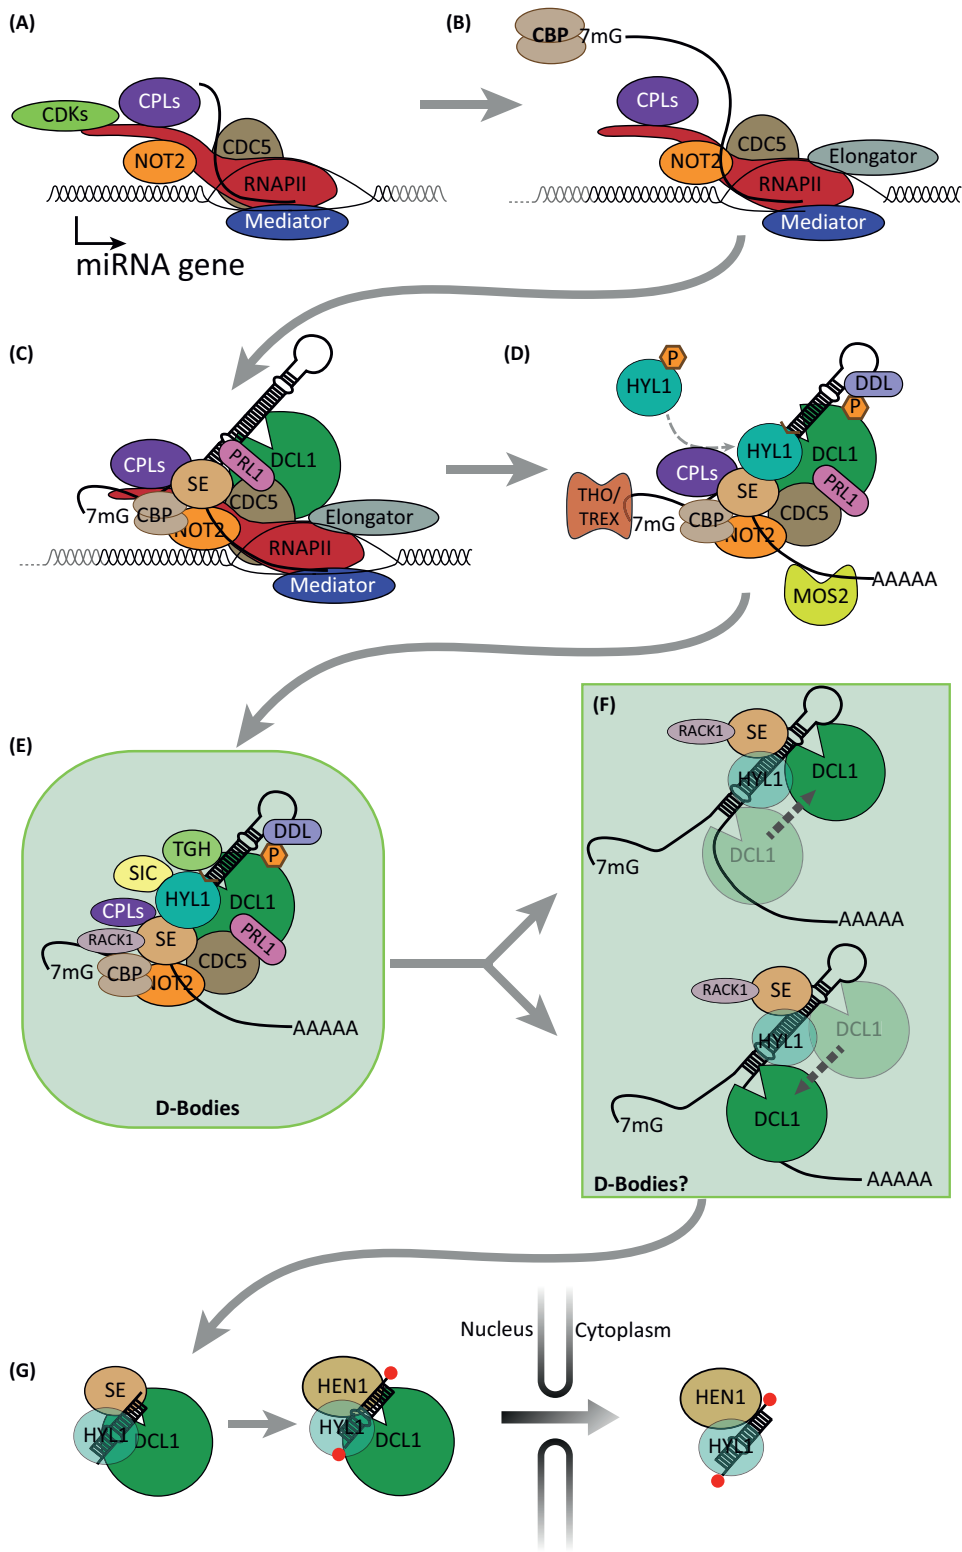 (A)
CDKs
CPLs
NOT2
CDC5
RNAPII
Mediator
miRNA gene
(B)
CBP
7mG
CPLs
NOT2
CDC5
Elongator
RNAPII
Mediator
(C)
CPLs
PRL1
DCL1
SE
7mG
CBP
CDC5
NOT2
Elongator
RNAPII
Mediator
(D)
P
HYL1
DDL
P
HYL1
DCL1
CPLs
PRL1
SE
THO/
TREX
7mG
CBP
CDC5
NOT2
AAAAA
MOS2
(E)
DDL
P
TGH
SIC
HYL1
DCL1
CPLs
RACK1
SE
PRL1
7mG
CBP
CDC5
NOT2
AAAAA
D-Bodies
(F)
RACK1
SE
HYL1
DCL1
DCL1
7mG
AAAAA
RACK1
SE
HYL1
DCL1
DCL1
7mG
AAAAA
D-Bodies?
(G)
SE
HYL1
DCL1
HEN1
HYL1
DCL1
Nucleus
Cytoplasm
HEN1
HYL1